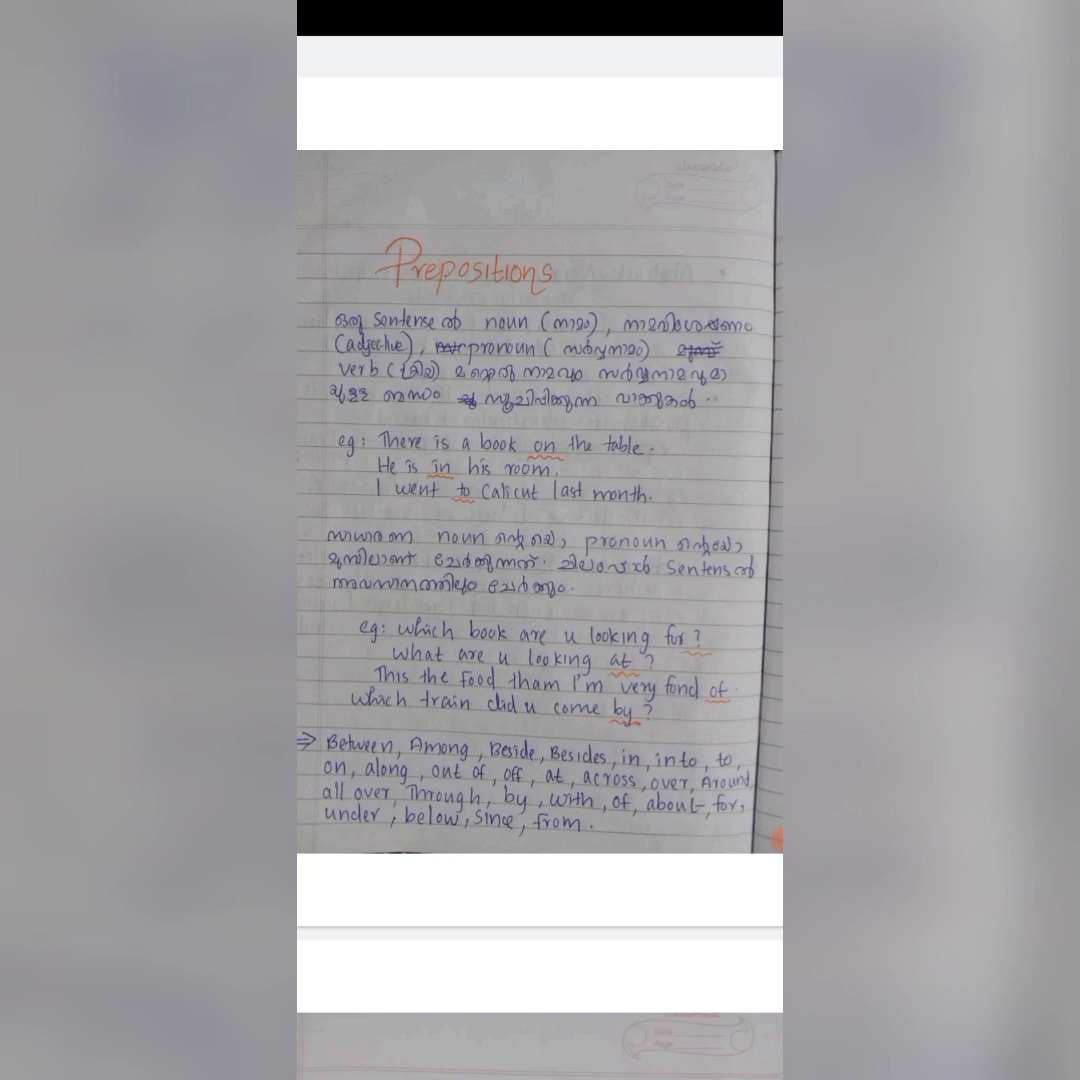 Prepositions
ഒരു Sentense ൽ noun (നാമം), നാമവിശേഷണം
(adjective), pronoun ( സർവ്വനാമം)
verb (ക്രിയ) മറ്റൊരു നാമവും സർവ്വനാമവുമാ
യുള്ള ബന്ധം സൂചിപ്പിക്കുന്ന വാക്കുകൾ .
eg: There is a book on the table.
He is in his room.
I went to Calicut last month.
സാധാരണ noun ന്റെയോ, pronoun ന്റെയോ,
മുമ്പിലാണ് ചേർക്കുന്നത്. ചിലപ്പോൾ Sentens ൽ
അവസാനത്തിലും ചേർക്കും.
eg: which book are u looking for ?
What are u looking at ?
This the food tham I'm very fond of .
Which train did u come by ?
⇒ Between, Among, Beside, Besides, in, into, to,
on, along, out of, off, at, across, over, Around,
all over, Through, by, with, of, about, for,
under, below, Since, from.